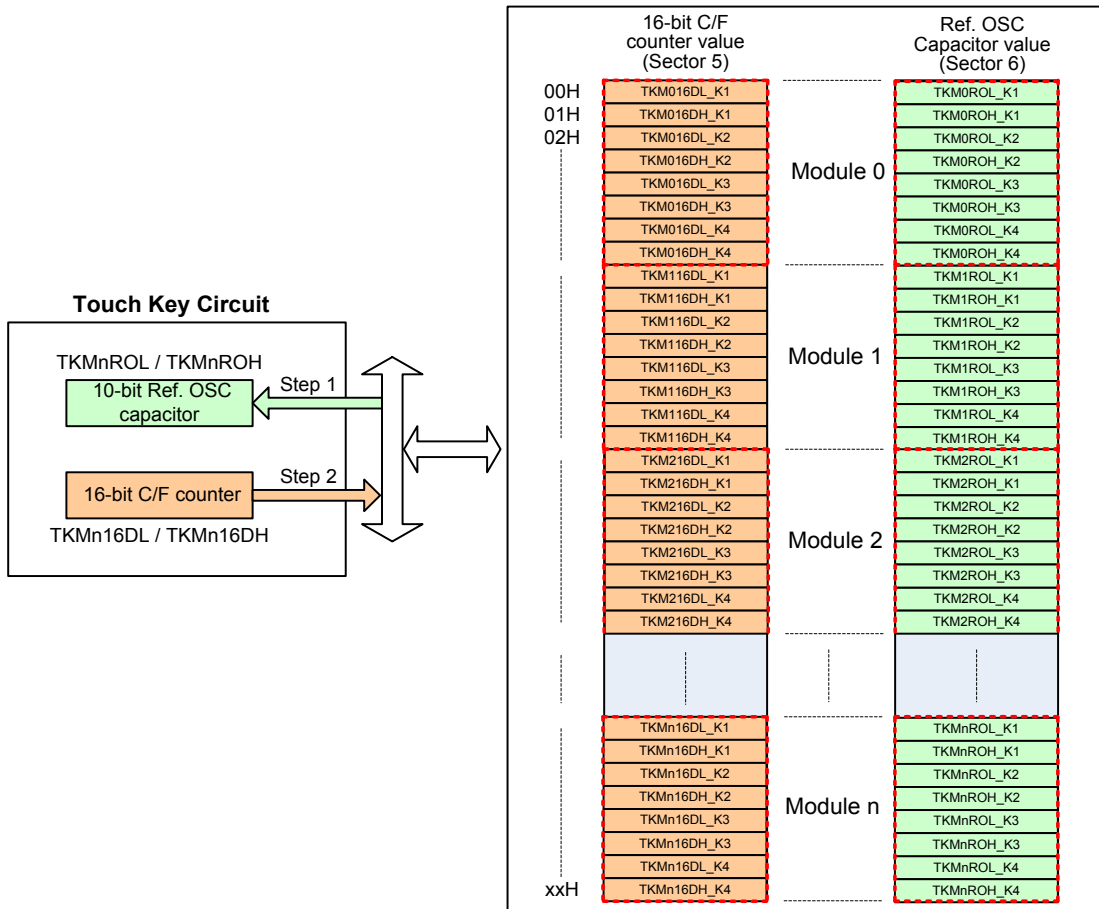 16-bit C/F
counter value
(Sector 5)
Ref. OSC
Capacitor value
(Sector 6)
00H
01H
02H
xxH
TKM016DL_K1
TKM016DH_K1
TKM016DL_K2
TKM016DH_K2
TKM016DL_K3
TKM016DH_K3
TKM016DL_K4
TKM016DH_K4
Module 0
TKM0ROL_K1
TKM0ROH_K1
TKM0ROL_K2
TKM0ROH_K2
TKM0ROL_K3
TKM0ROH_K3
TKM0ROL_K4
TKM0ROH_K4
TKM116DL_K1
TKM116DH_K1
TKM116DL_K2
TKM116DH_K2
TKM116DL_K3
TKM116DH_K3
TKM116DL_K4
TKM116DH_K4
Module 1
TKM1ROL_K1
TKM1ROH_K1
TKM1ROL_K2
TKM1ROH_K2
TKM1ROL_K3
TKM1ROH_K3
TKM1ROL_K4
TKM1ROH_K4
TKM216DL_K1
TKM216DH_K1
TKM216DL_K2
TKM216DH_K2
TKM216DL_K3
TKM216DH_K3
TKM216DL_K4
TKM216DH_K4
Module 2
TKM2ROL_K1
TKM2ROH_K1
TKM2ROL_K2
TKM2ROH_K2
TKM2ROL_K3
TKM2ROH_K3
TKM2ROL_K4
TKM2ROH_K4
TKMn16DL_K1
TKMn16DH_K1
TKMn16DL_K2
TKMn16DH_K2
TKMn16DL_K3
TKMn16DH_K3
TKMn16DL_K4
TKMn16DH_K4
Module n
TKMnROL_K1
TKMnROH_K1
TKMnROL_K2
TKMnROH_K2
TKMnROL_K3
TKMnROH_K3
TKMnROL_K4
TKMnROH_K4
Touch Key Circuit
TKMnROL / TKMnROH
10-bit Ref. OSC
capacitor
Step 1
16-bit C/F counter
Step 2
TKMn16DL / TKMn16DH